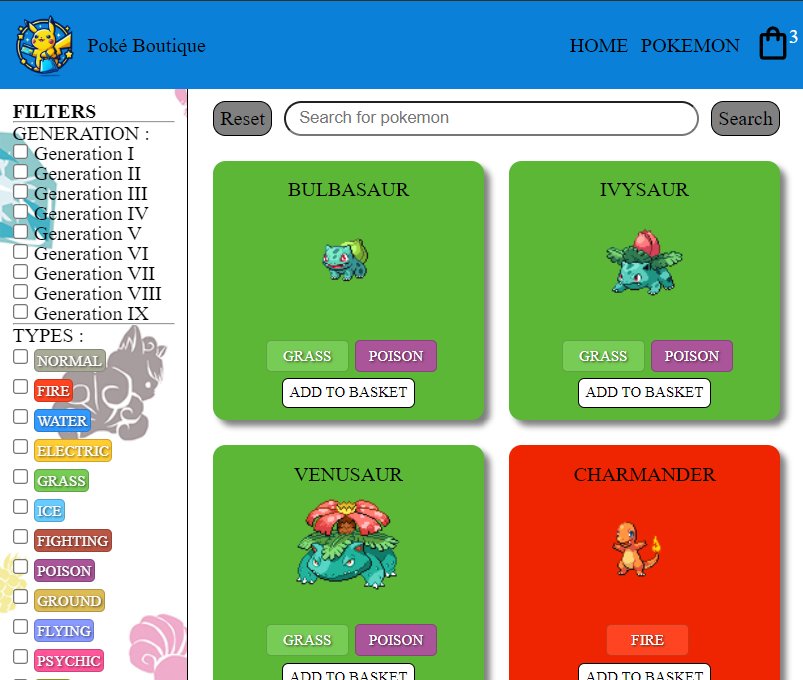 Poké Boutique
HOME POKEMON 3
FILTERS
GENERATION :
Generation I
Generation II
Generation III
Generation IV
Generation V
Generation VI
Generation VII
Generation VIII
Generation IX
TYPES :
NORMAL
FIRE
WATER
ELECTRIC
GRASS
ICE
FIGHTING
POISON
GROUND
FLYING
PSYCHIC
Reset Search for pokemon Search
BULBASAUR
GRASS POISON
ADD TO BASKET
IVYSAUR
GRASS POISON
ADD TO BASKET
VENUSAUR
GRASS POISON
ADD TO BASKET
CHARMANDER
FIRE
ADD TO BASKET